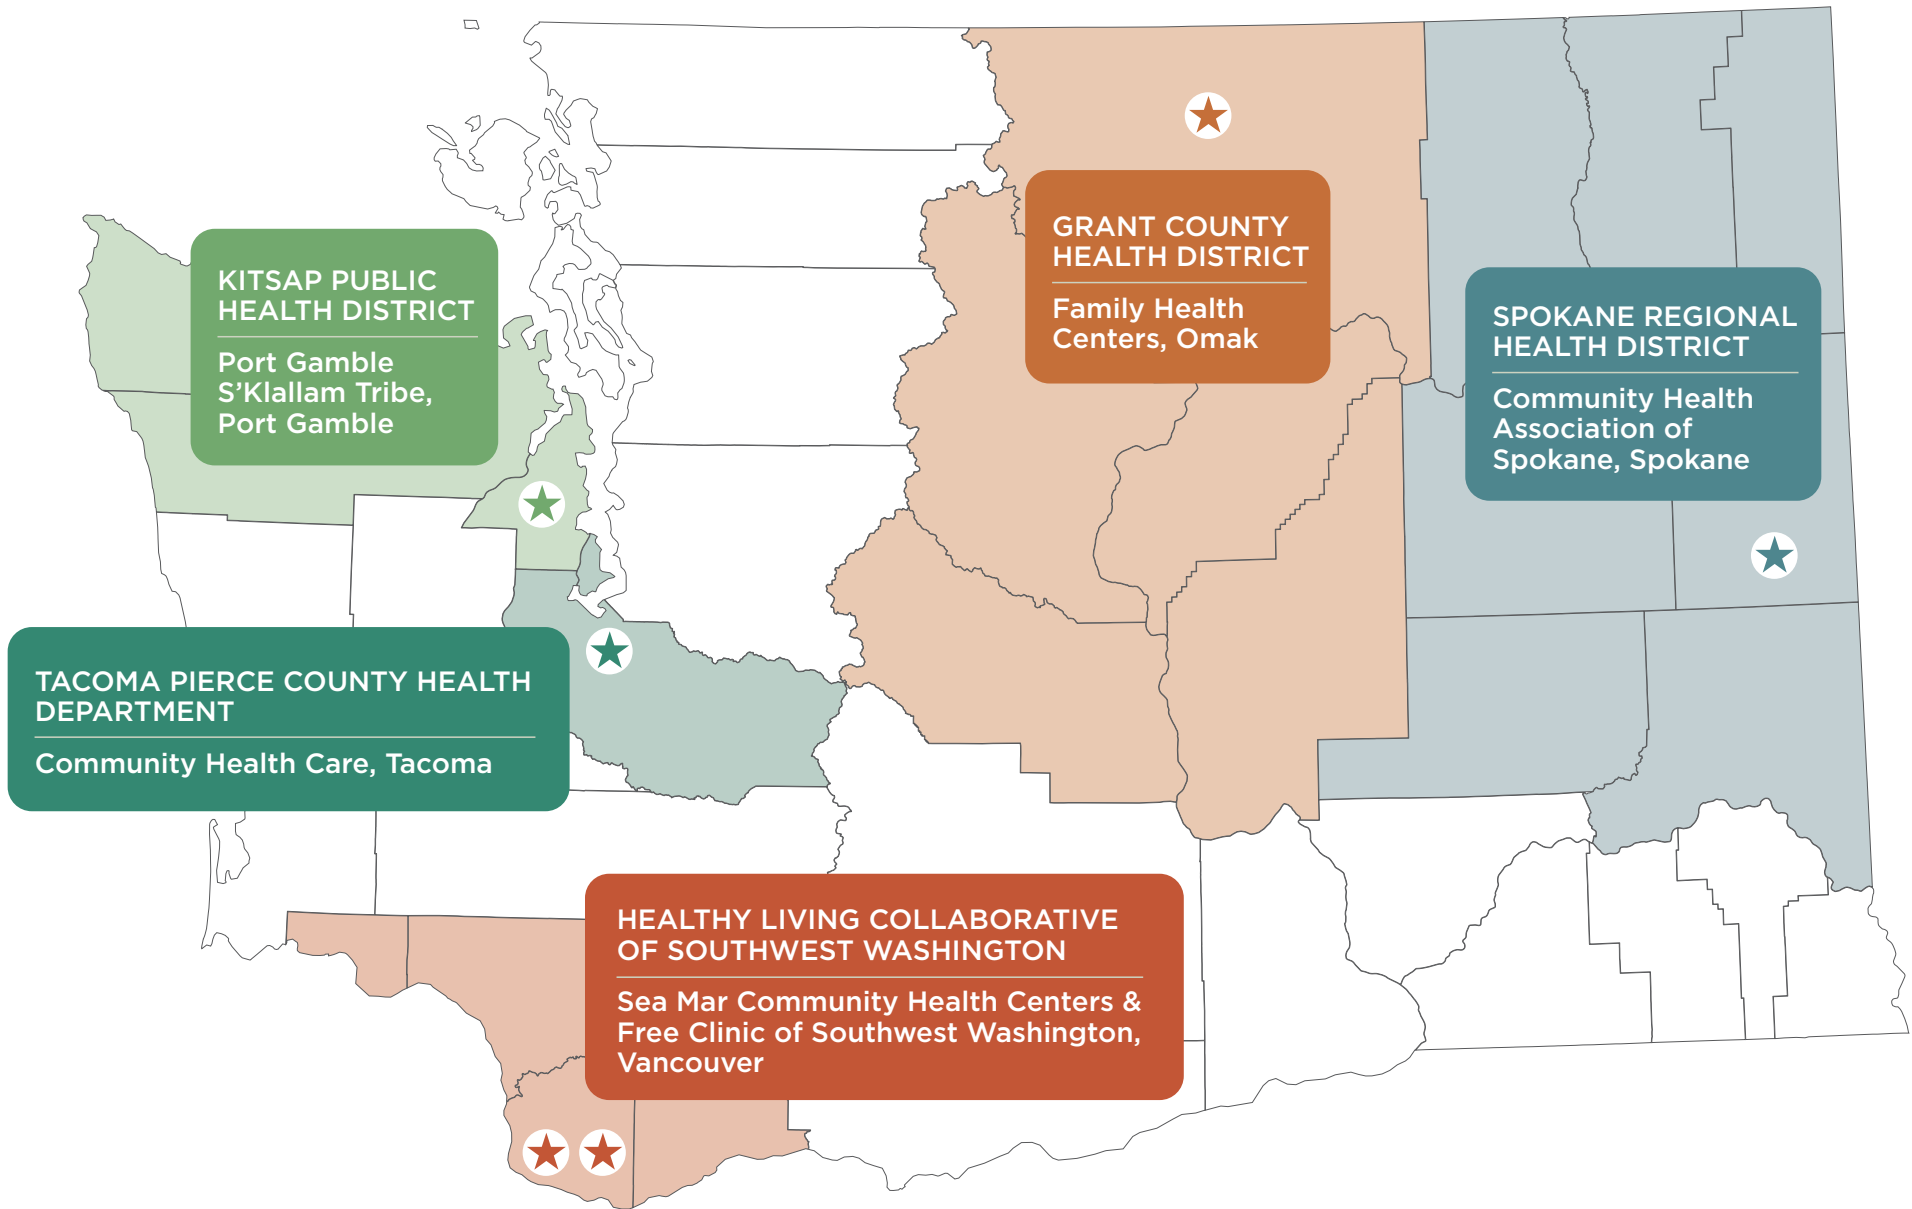 KITSAP PUBLIC
HEALTH DISTRICT
Port Gamble
S’Klallam Tribe,
Port Gamble
GRANT COUNTY
HEALTH DISTRICT
Family Health
Centers, Omak
SPOKANE REGIONAL
HEALTH DISTRICT
Community Health
Association of
Spokane, Spokane
TACOMA PIERCE COUNTY HEALTH
DEPARTMENT
Community Health Care, Tacoma
HEALTHY LIVING COLLABORATIVE
OF SOUTHWEST WASHINGTON
Sea Mar Community Health Centers &
Free Clinic of Southwest Washington,
Vancouver